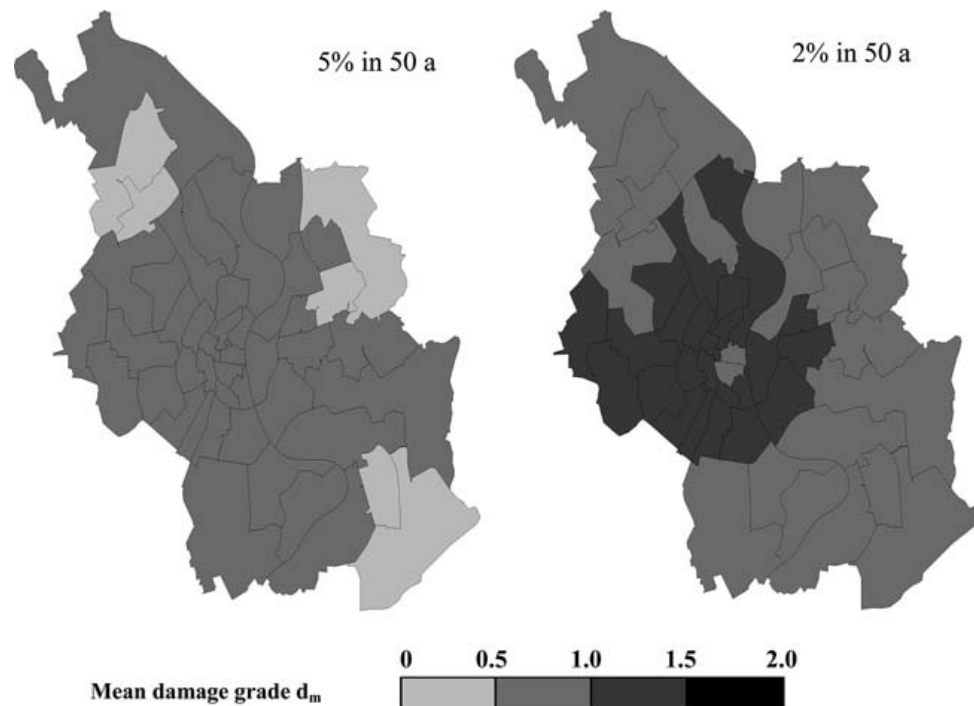 5% in 50 a
2% in 50 a
0 0.5 1.0 1.5 2.0
Mean damage grade dₘ